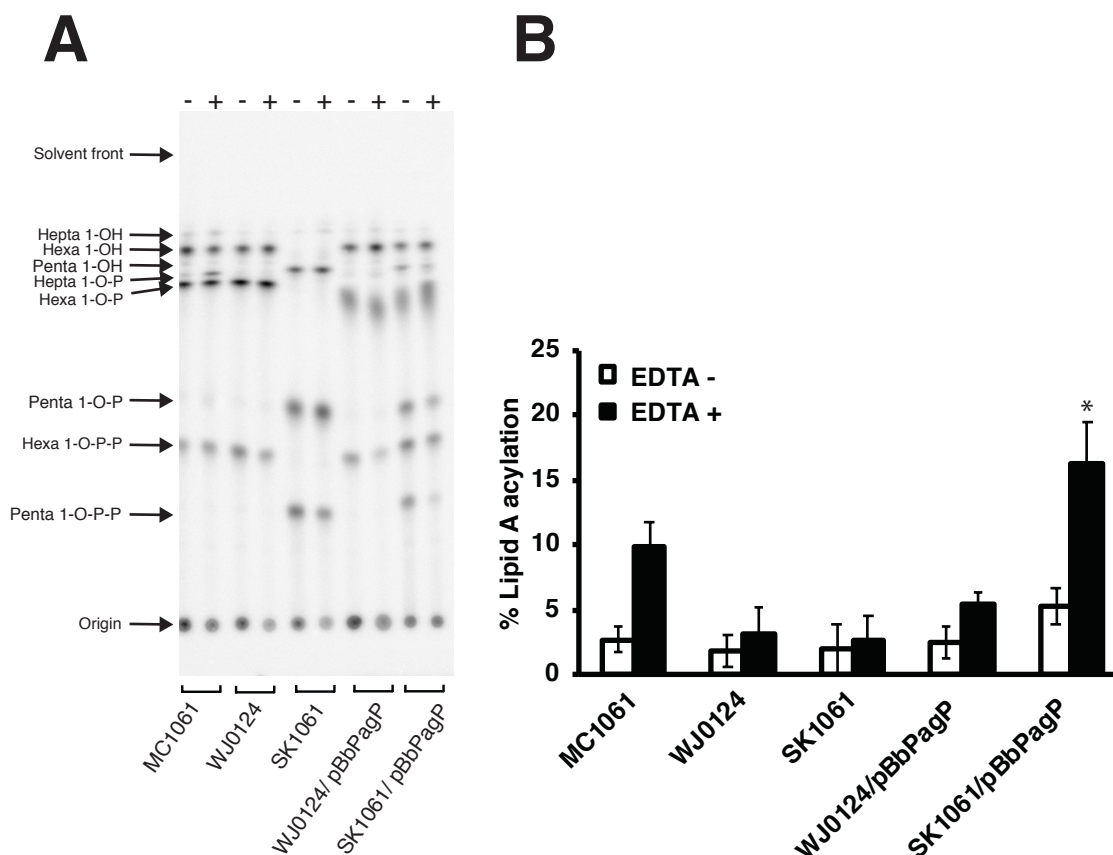 A
- + - + - + - + - +
Solvent front
Hepta 1-OH
Hexa 1-OH
Penta 1-OH
Hepta 1-O-P
Hexa 1-O-P
Penta 1-O-P
Hexa 1-O-P-P
Penta 1-O-P-P
Origin
MC1061
WJ0124
SK1061
WJ0124/ pBbPagP
SK1061/ pBbPagP
B
% Lipid A acylation
25
20
15
10
5
0
EDTA -
EDTA +
*
MC1061
WJ0124
SK1061
WJ0124/pBbPagP
SK1061/pBbPagP